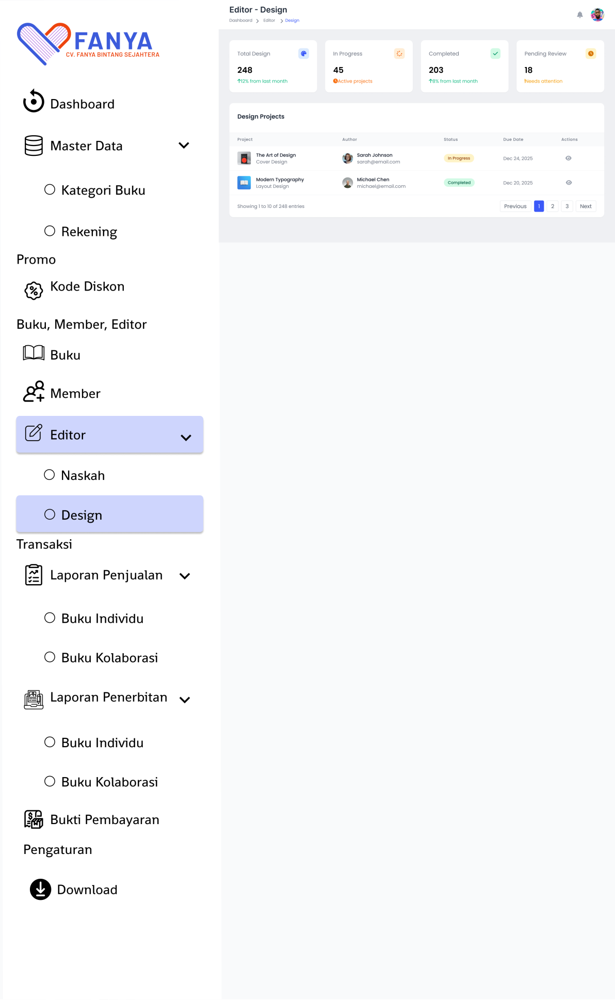 FANYA
CV. FANYA BINTANG SEJAHTERA
Dashboard
Master Data
Kategori Buku
Rekening
Promo
Kode Diskon
Buku, Member, Editor
Buku
Member
Editor
Naskah
Design
Transaksi
Laporan Penjualan
Buku Individu
Buku Kolaborasi
Laporan Penerbitan
Buku Individu
Buku Kolaborasi
Bukti Pembayaran
Pengaturan
Download
Editor - Design
Dashboard > Editor > Design
Total Design
248
↑12% from last month
In Progress
45
Active projects
Completed
203
↑8% from last month
Pending Review
18
Needs attention
Design Projects
Project Author Status Due Date Actions
The Art of Design
Cover Design
Sarah Johnson
sarah@email.com
In Progress
Dec 24, 2025
Modern Typography
Layout Design
Michael Chen
michael@email.com
Completed
Dec 20, 2025
Showing 1 to 10 of 248 entries
Previous 1 2 3 Next